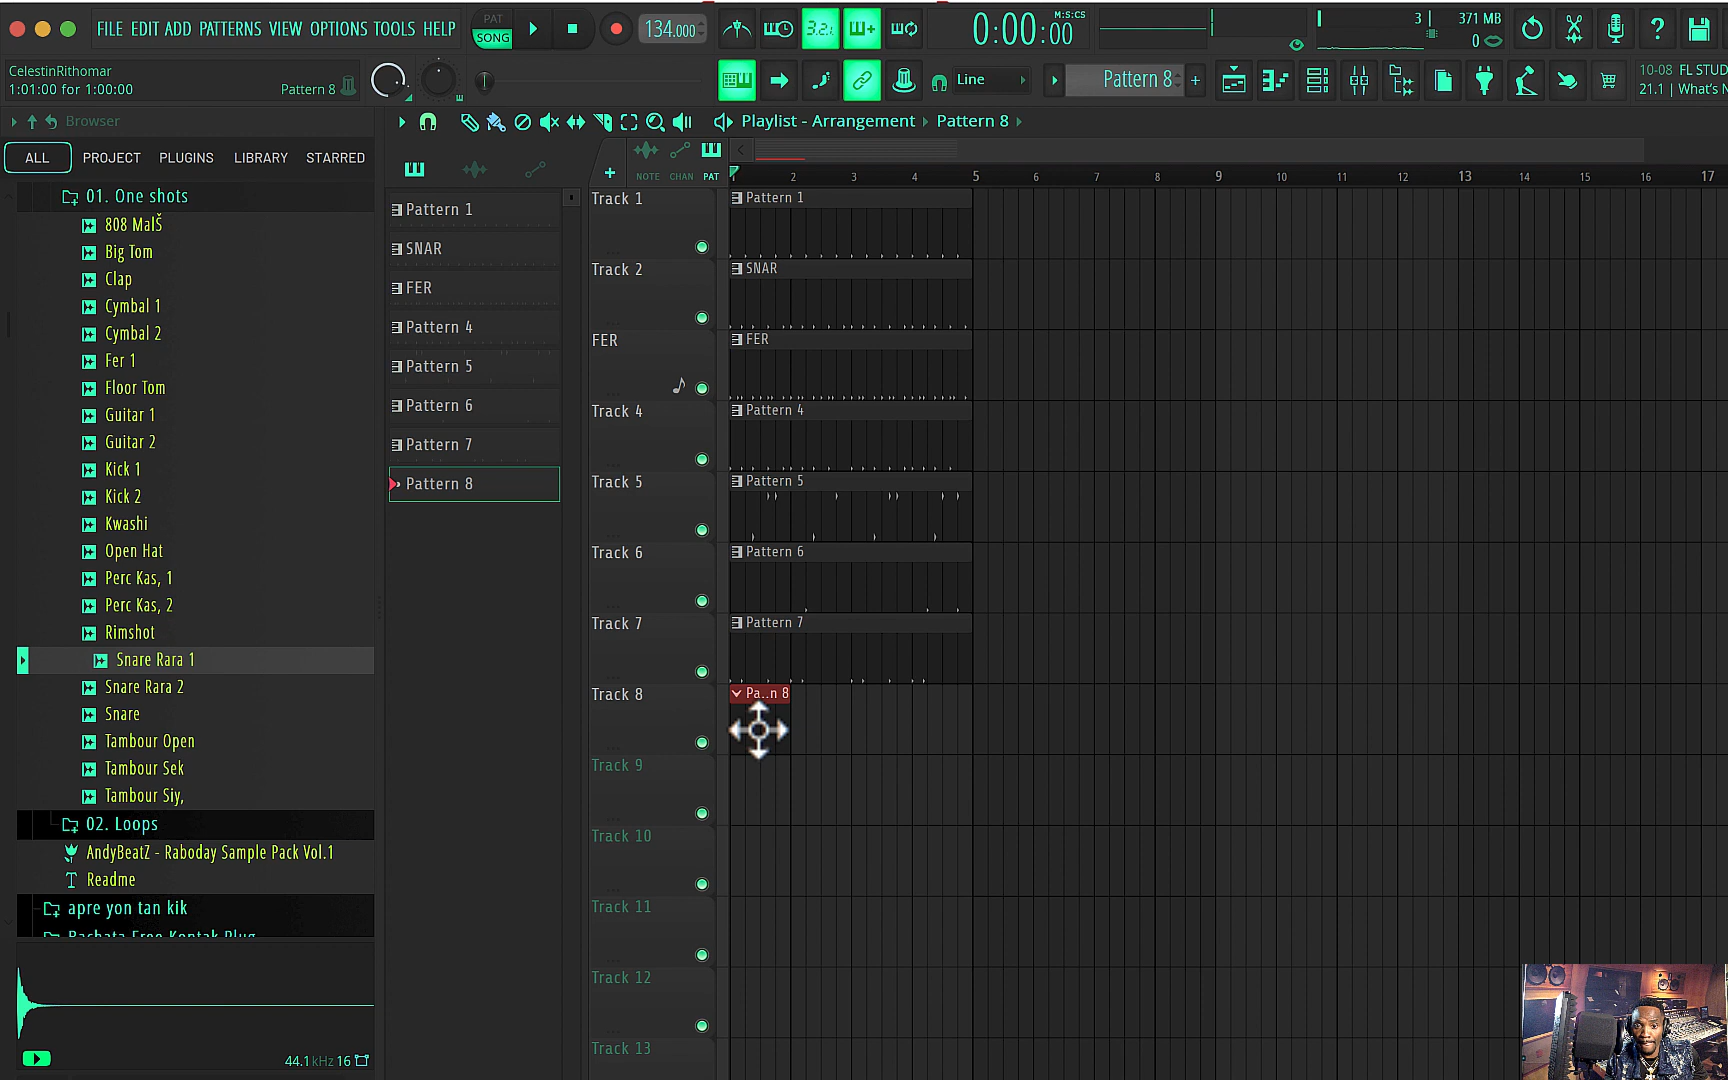 FILE EDIT ADD PATTERNS VIEW OPTIONS TOOLS HELP
PAT
SONG
134.000
3.2.
0:00:00
M:S:CS
3
371 MB
0
CelestinRithomar
1:01:00 for 1:00:00
Pattern 8
Line
Pattern 8
+
10-08 FL STUD
21.1 | What's N
Browser
Playlist - Arrangement
Pattern 8
ALL
PROJECT
PLUGINS
LIBRARY
STARRED
NOTE
CHAN
PAT
1 2 3 4 5 6 7 8 9 10 11 12 13 14 15 16 17
01. One shots
808 MalŠ
Big Tom
Clap
Cymbal 1
Cymbal 2
Fer 1
Floor Tom
Guitar 1
Guitar 2
Kick 1
Kick 2
Kwashi
Open Hat
Perc Kas, 1
Perc Kas, 2
Rimshot
Snare Rara 1
Snare Rara 2
Snare
Tambour Open
Tambour Sek
Tambour Siy,
02. Loops
AndyBeatZ - Raboday Sample Pack Vol.1
Readme
apre yon tan kik
Bachata Free Kontak Plug
44.1kHz 16
Pattern 1
SNAR
FER
Pattern 4
Pattern 5
Pattern 6
Pattern 7
Pattern 8
Track 1
Pattern 1
Track 2
SNAR
FER
FER
Track 4
Pattern 4
Track 5
Pattern 5
Track 6
Pattern 6
Track 7
Pattern 7
Track 8
Pa..n 8
Track 9
Track 10
Track 11
Track 12
Track 13